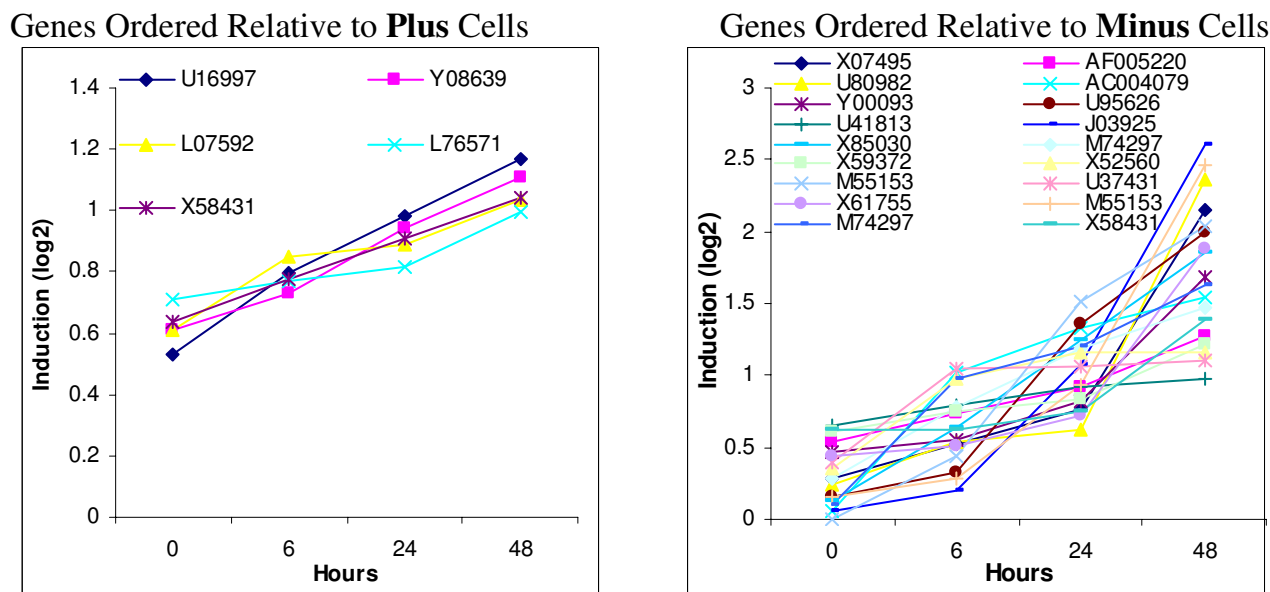 Genes Ordered Relative to Plus Cells
U16997 Y08639
L07592 L76571
X58431
1.4
1.2
1
0.8
0.6
0.4
0.2
0
Induction (log2)
0 6 24 48
Hours
Genes Ordered Relative to Minus Cells
X07495 AF005220
U80982 AC004079
Y00093 U95626
U41813 J03925
X85030 M74297
X59372 X52560
M55153 U37431
X61755 M55153
M74297 X58431
3
2.5
2
1.5
1
0.5
0
Induction (log2)
0 6 24 48
Hours